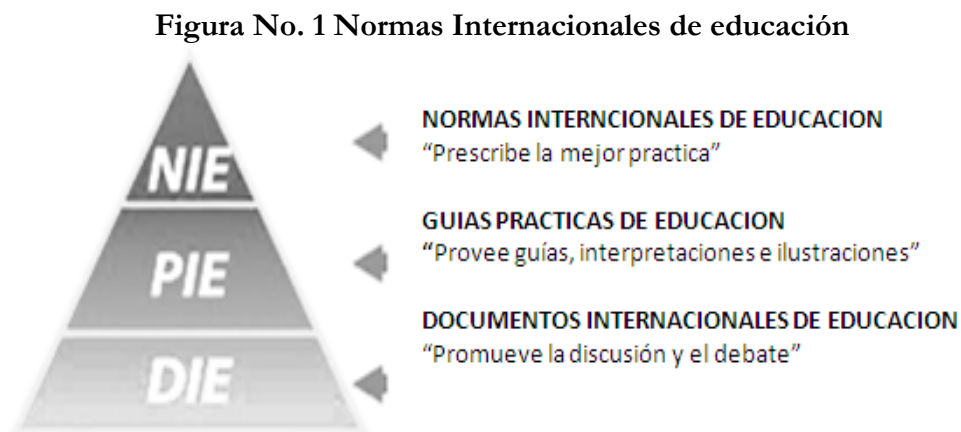 Figura No. 1 Normas Internacionales de educación
NIE
NORMAS INTERNCIONALES DE EDUCACION
“Prescribe la mejor practica”
PIE
GUIAS PRACTICAS DE EDUCACION
“Provee guías, interpretaciones e ilustraciones”
DIE
DOCUMENTOS INTERNACIONALES DE EDUCACION
“Promueve la discusión y el debate”